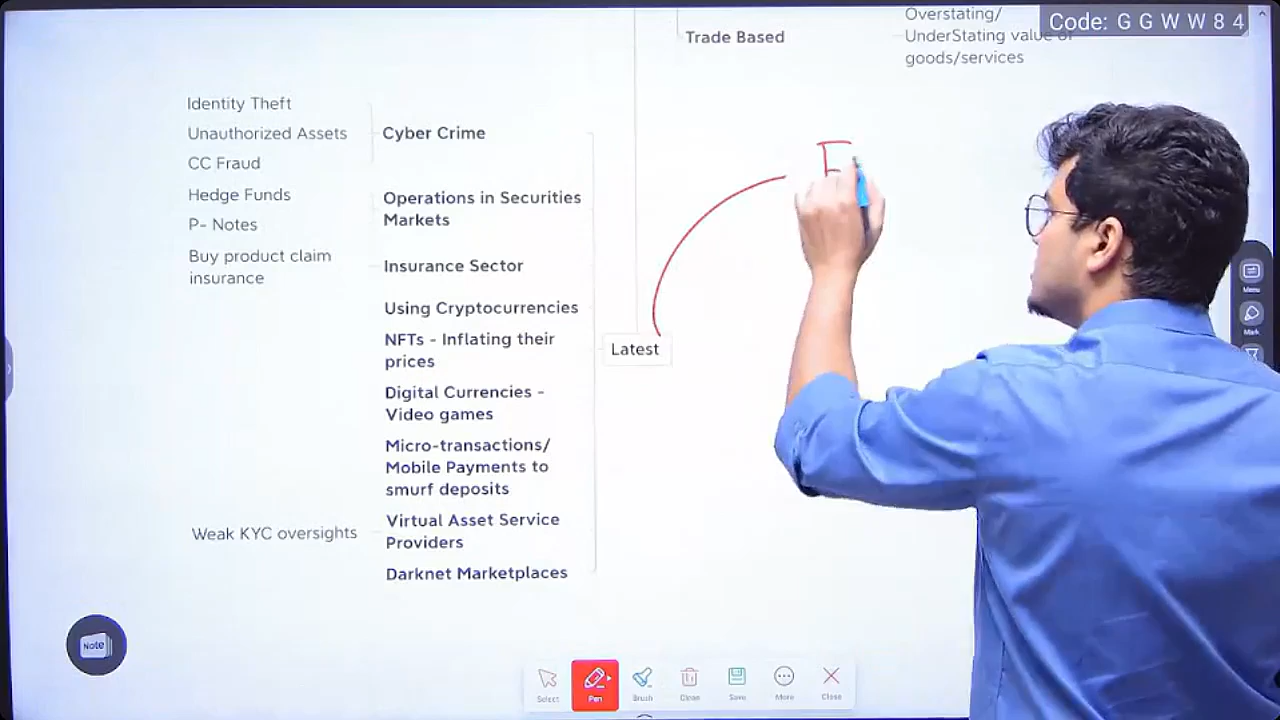 Overstating/
UnderStating value of
goods/services
Trade Based
Code: G G W W 8 4
Identity Theft
Unauthorized Assets
CC Fraud
Cyber Crime
Hedge Funds
P- Notes
Operations in Securities
Markets
Buy product claim
insurance
Insurance Sector
Using Cryptocurrencies
NFTs - Inflating their
prices
Latest
Digital Currencies -
Video games
Micro-transactions/
Mobile Payments to
smurf deposits
Weak KYC oversights
Virtual Asset Service
Providers
Darknet Marketplaces
Menu
Mark
Note
Select
Pen
Brush
Clean
Save
More
Close